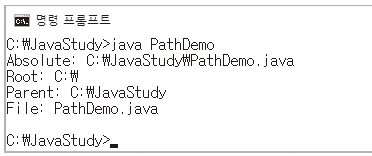 명령 프롬프트
C:₩JavaStudy>java PathDemo
Absolute: C:₩JavaStudy₩PathDemo.java
Root: C:₩
Parent: C:₩JavaStudy
File: PathDemo.java
C:₩JavaStudy>